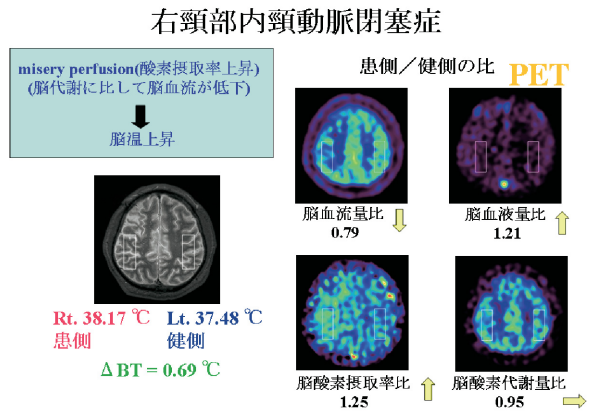 右頸部内頸動脈閉塞症
misery perfusion(酸素摂取率上昇)
(脳代謝に比して脳血流が低下)
脳温上昇
患側／健側の比
PET
脳血流量比
0.79
脳血液量比
1.21
Rt. 38.17 ℃
患側
Lt. 37.48 ℃
健側
Δ BT = 0.69 ℃
脳酸素摂取率比
1.25
脳酸素代謝量比
0.95